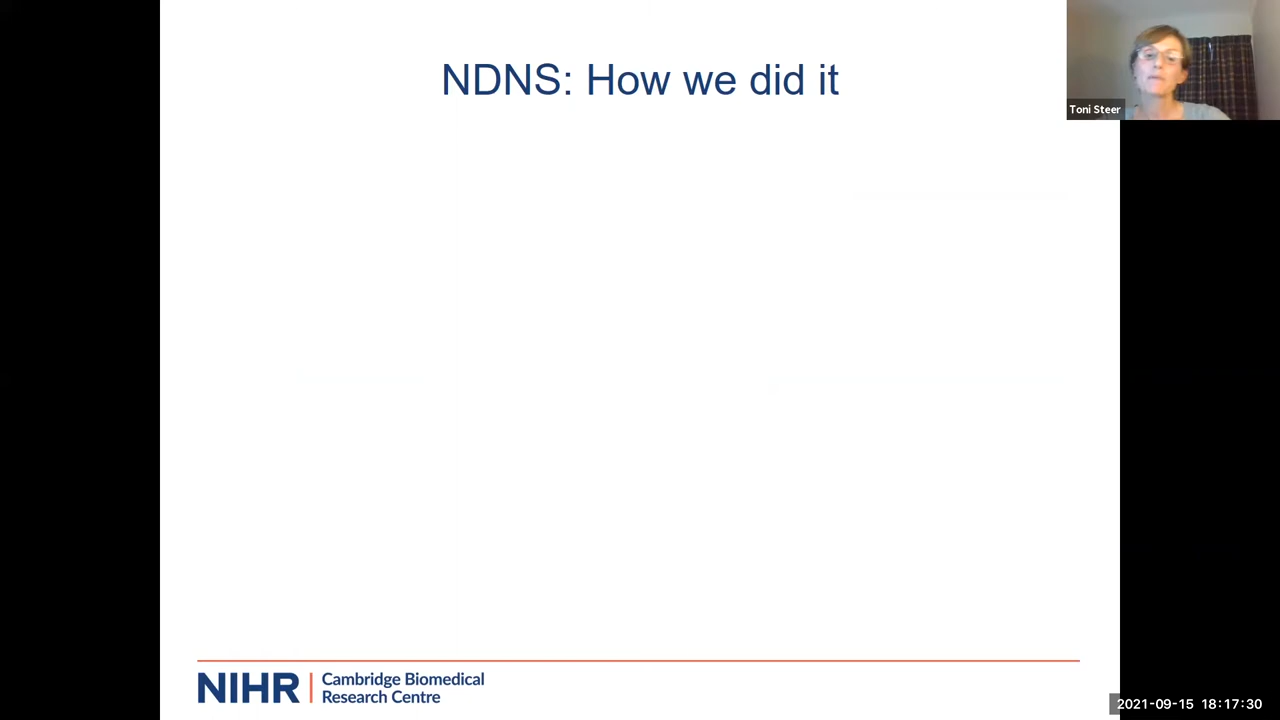 NDNS: How we did it
Toni Steer
NIHR
Cambridge Biomedical
Research Centre
2021-09-15 18:17:30